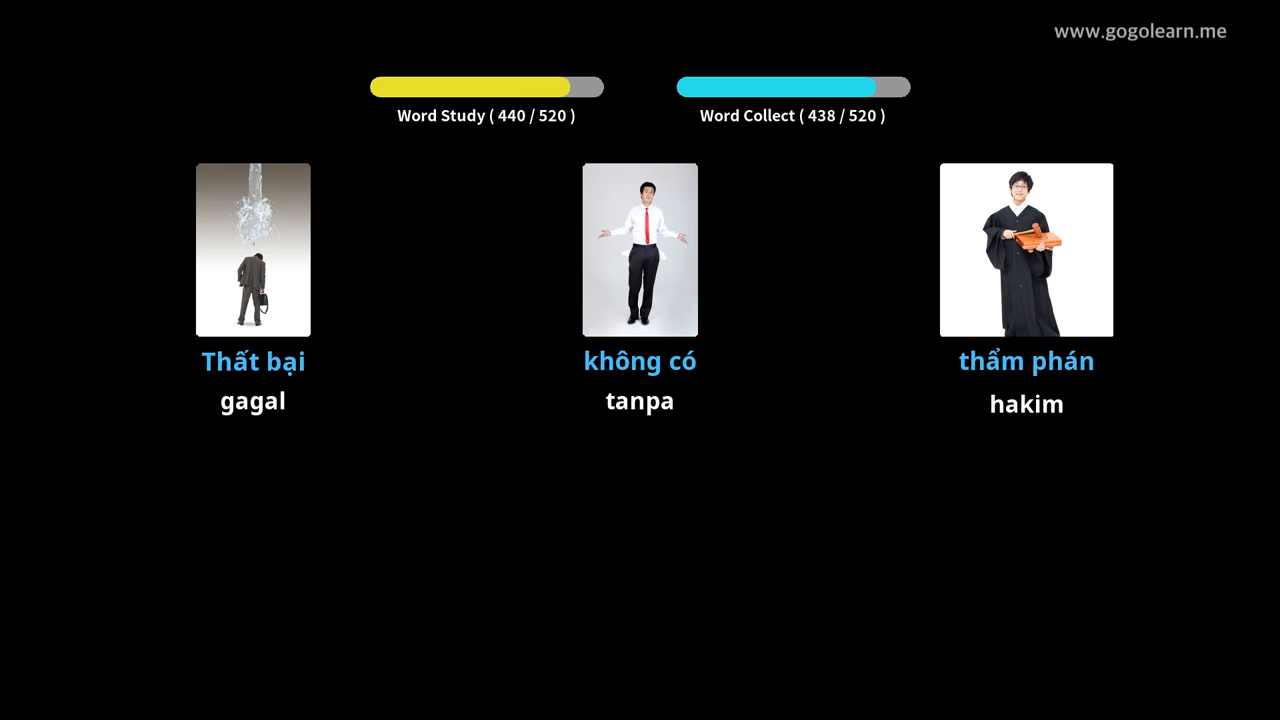 www.gogolearn.me
Word Study ( 440 / 520 )
Word Collect ( 438 / 520 )
Thất bại
gagal
không có
tanpa
thẩm phán
hakim